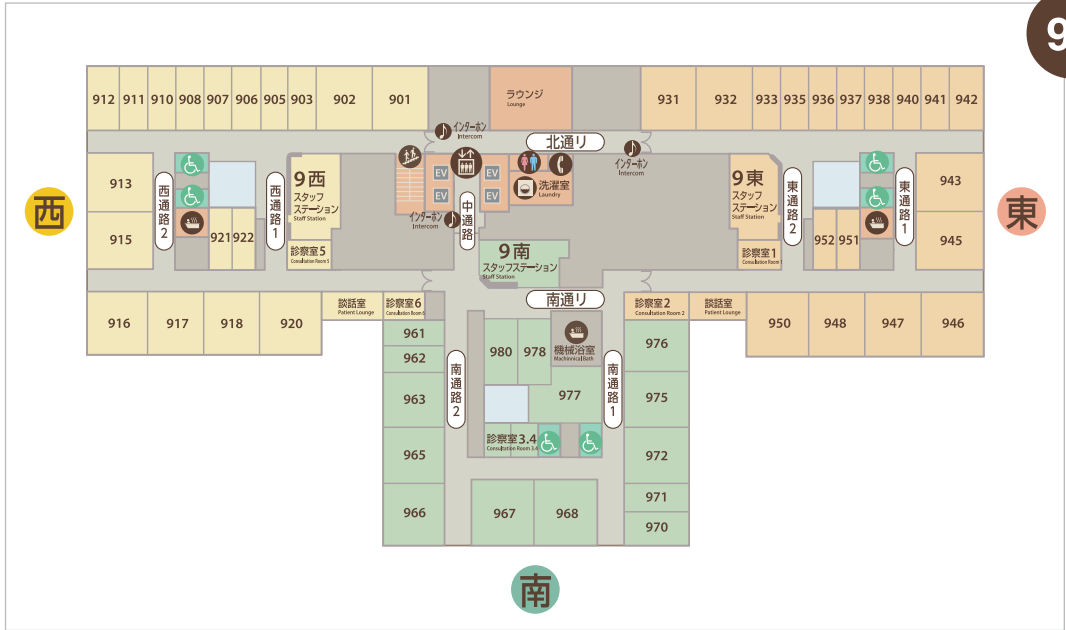 9
912 911 910 908 907 906 905 903 902 901
ラウンジ
Lounge
931 932 933 935 936 937 938 940 941 942
インターホン
Intercom
北通り
インターホン
Intercom
西
913
915
西通路2
921 922
西通路1
9西
スタッフ
ステーション
Staff Station
診察室5
Consultation Room 5
EV
EV
EV
EV
洗濯室
Laundry
インターホン
Intercom
中通路
9南
スタッフステーション
Staff Station
9東
スタッフ
ステーション
Staff Station
診察室1
Consultation Room 1
東通路2
952 951
東通路1
943
945
東
南通り
916 917 918 920
談話室
Patient Lounge
診察室6
Consultation Room 6
診察室2
Consultation Room 2
談話室
Patient Lounge
950 948 947 946
961
962
963
965
966
南通路2
980 978
機械浴室
Machinnical Bath
977
診察室3.4
Consultation Room 3.4
南通路1
976
975
972
971
970
967 968
南